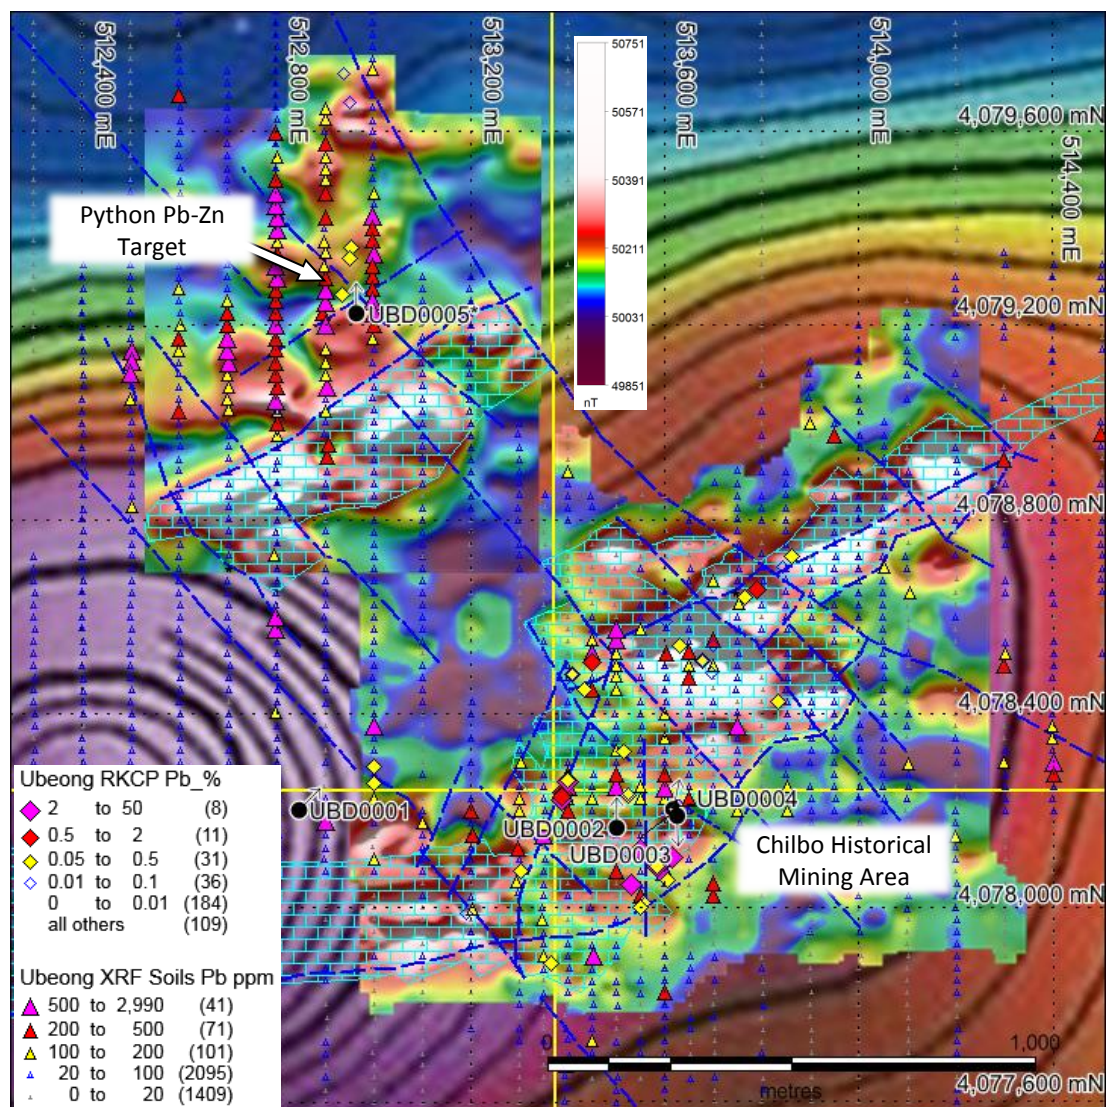 512,400 mE
512,800 mE
513,200 mE
513,600 mE
514,000 mE
514,400 mE
4,079,600 mN
4,079,200 mN
4,078,800 mN
4,078,400 mN
4,078,000 mN
4,077,600 mN
50751
50571
50391
50211
50031
49851
nT
Python Pb-Zn
Target
UBD0005
UBD0001
UBD0002
UBD0003
UBD0004
Chilbo Historical
Mining Area
Ubeong RKCP Pb_%
2 to 50 (8)
0.5 to 2 (11)
0.05 to 0.5 (31)
0.01 to 0.1 (36)
0 to 0.01 (184)
all others (109)
Ubeong XRF Soils Pb ppm
500 to 2,990 (41)
200 to 500 (71)
100 to 200 (101)
20 to 100 (2095)
0 to 20 (1409)
0 1,000
metres